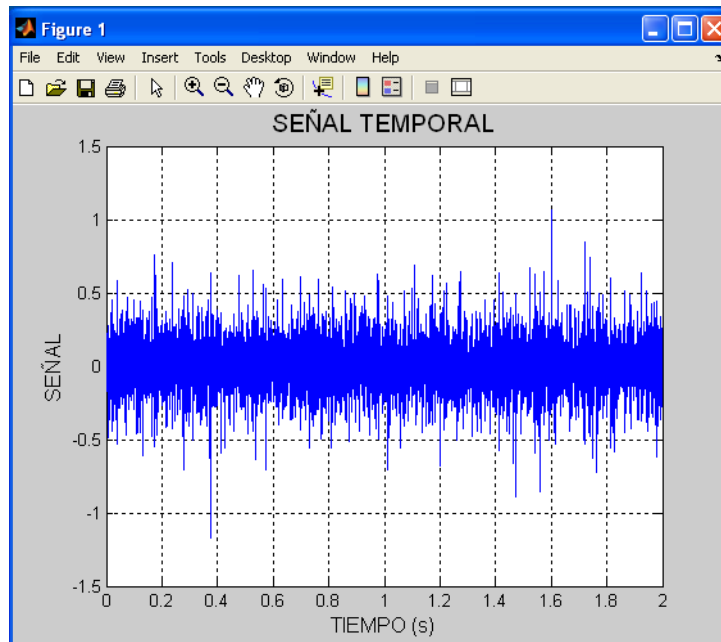 Figure 1
File Edit View Insert Tools Desktop Window Help
SEÑAL TEMPORAL
1.5
1
0.5
0
-0.5
-1
-1.5
SEÑAL
0 0.2 0.4 0.6 0.8 1 1.2 1.4 1.6 1.8 2
TIEMPO (s)